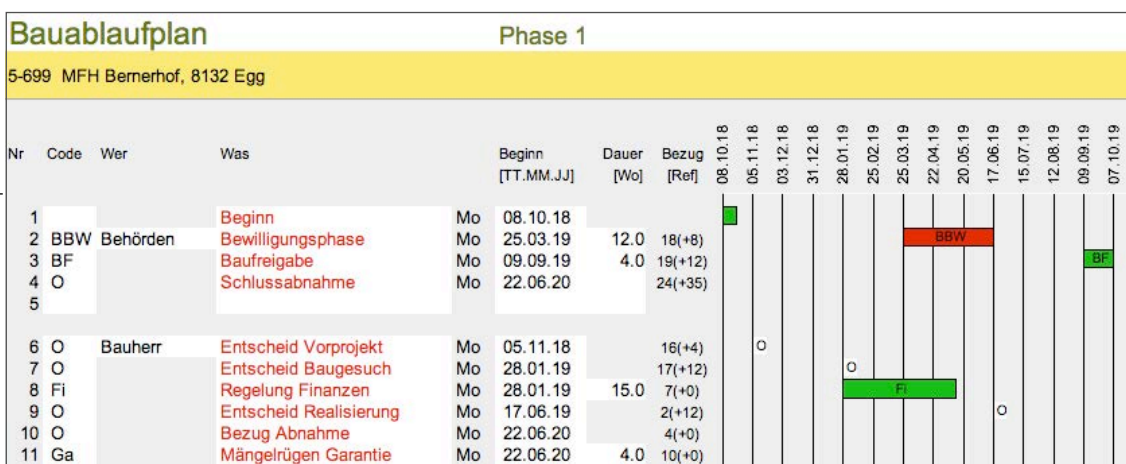 Bauablaufplan Phase 1
5-699 MFH Bernerhof, 8132 Egg
Nr Code Wer Was Beginn [TT.MM.JJ] Dauer [Wo] Bezug [Ref] 08.10.18 05.11.18 03.12.18 31.12.18 28.01.19 25.02.19 25.03.19 22.04.19 20.05.19 17.06.19 15.07.19 12.08.19 09.09.19 07.10.19
1 Beginn Mo 08.10.18
2 BBW Behörden Bewilligungsphase Mo 25.03.19 12.0 18(+8) BBW
3 BF Baufreigabe Mo 09.09.19 4.0 19(+12) BF
4 O Schlussabnahme Mo 22.06.20 24(+35)
5
6 O Bauherr Entscheid Vorprojekt Mo 05.11.18 16(+4) O
7 O Entscheid Baugesuch Mo 28.01.19 17(+12) O
8 Fi Regelung Finanzen Mo 28.01.19 15.0 7(+0) Fi
9 O Entscheid Realisierung Mo 17.06.19 2(+12) O
10 O Bezug Abnahme Mo 22.06.20 4(+0)
11 Ga Mängelrügen Garantie Mo 22.06.20 4.0 10(+0)